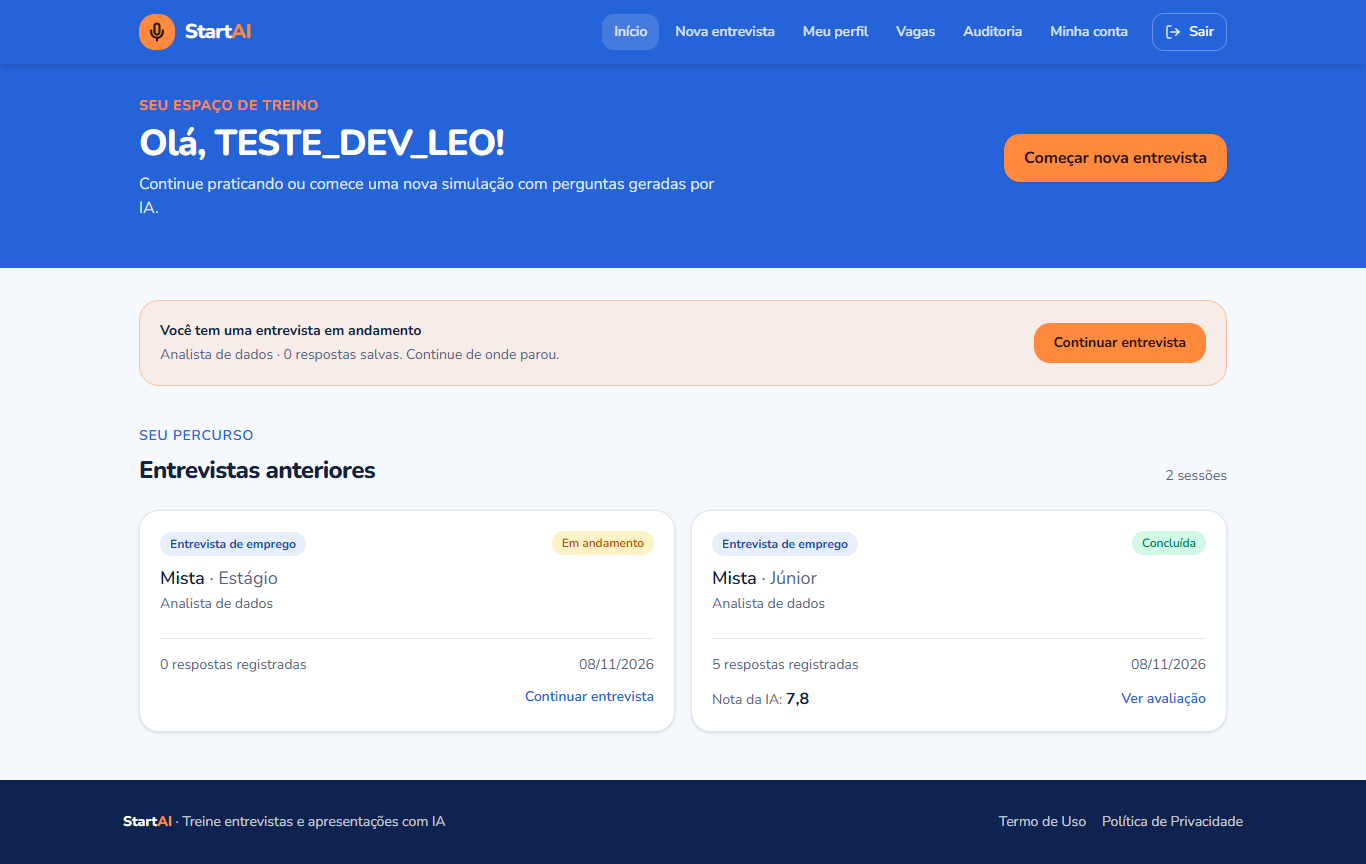 StartAI
Início
Nova entrevista
Meu perfil
Vagas
Auditoria
Minha conta
Sair
SEU ESPAÇO DE TREINO
Olá, TESTE_DEV_LEO!
Continue praticando ou comece uma nova simulação com perguntas geradas por
IA.
Começar nova entrevista
Você tem uma entrevista em andamento
Analista de dados · 0 respostas salvas. Continue de onde parou.
Continuar entrevista
SEU PERCURSO
Entrevistas anteriores
2 sessões
Entrevista de emprego
Em andamento
Mista · Estágio
Analista de dados
0 respostas registradas
08/11/2026
Continuar entrevista
Entrevista de emprego
Concluída
Mista · Júnior
Analista de dados
5 respostas registradas
08/11/2026
Nota da IA: 7,8
Ver avaliação
StartAI · Treine entrevistas e apresentações com IA
Termo de Uso
Política de Privacidade